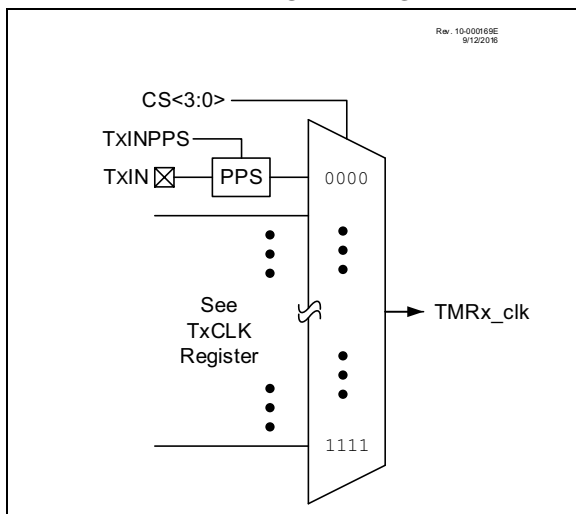 Rev. 10-000169E
9/12/2016
CS<3:0>
TxINPPS
TxIN
PPS
0000
See
TxCLK
Register
TMRx_clk
1111